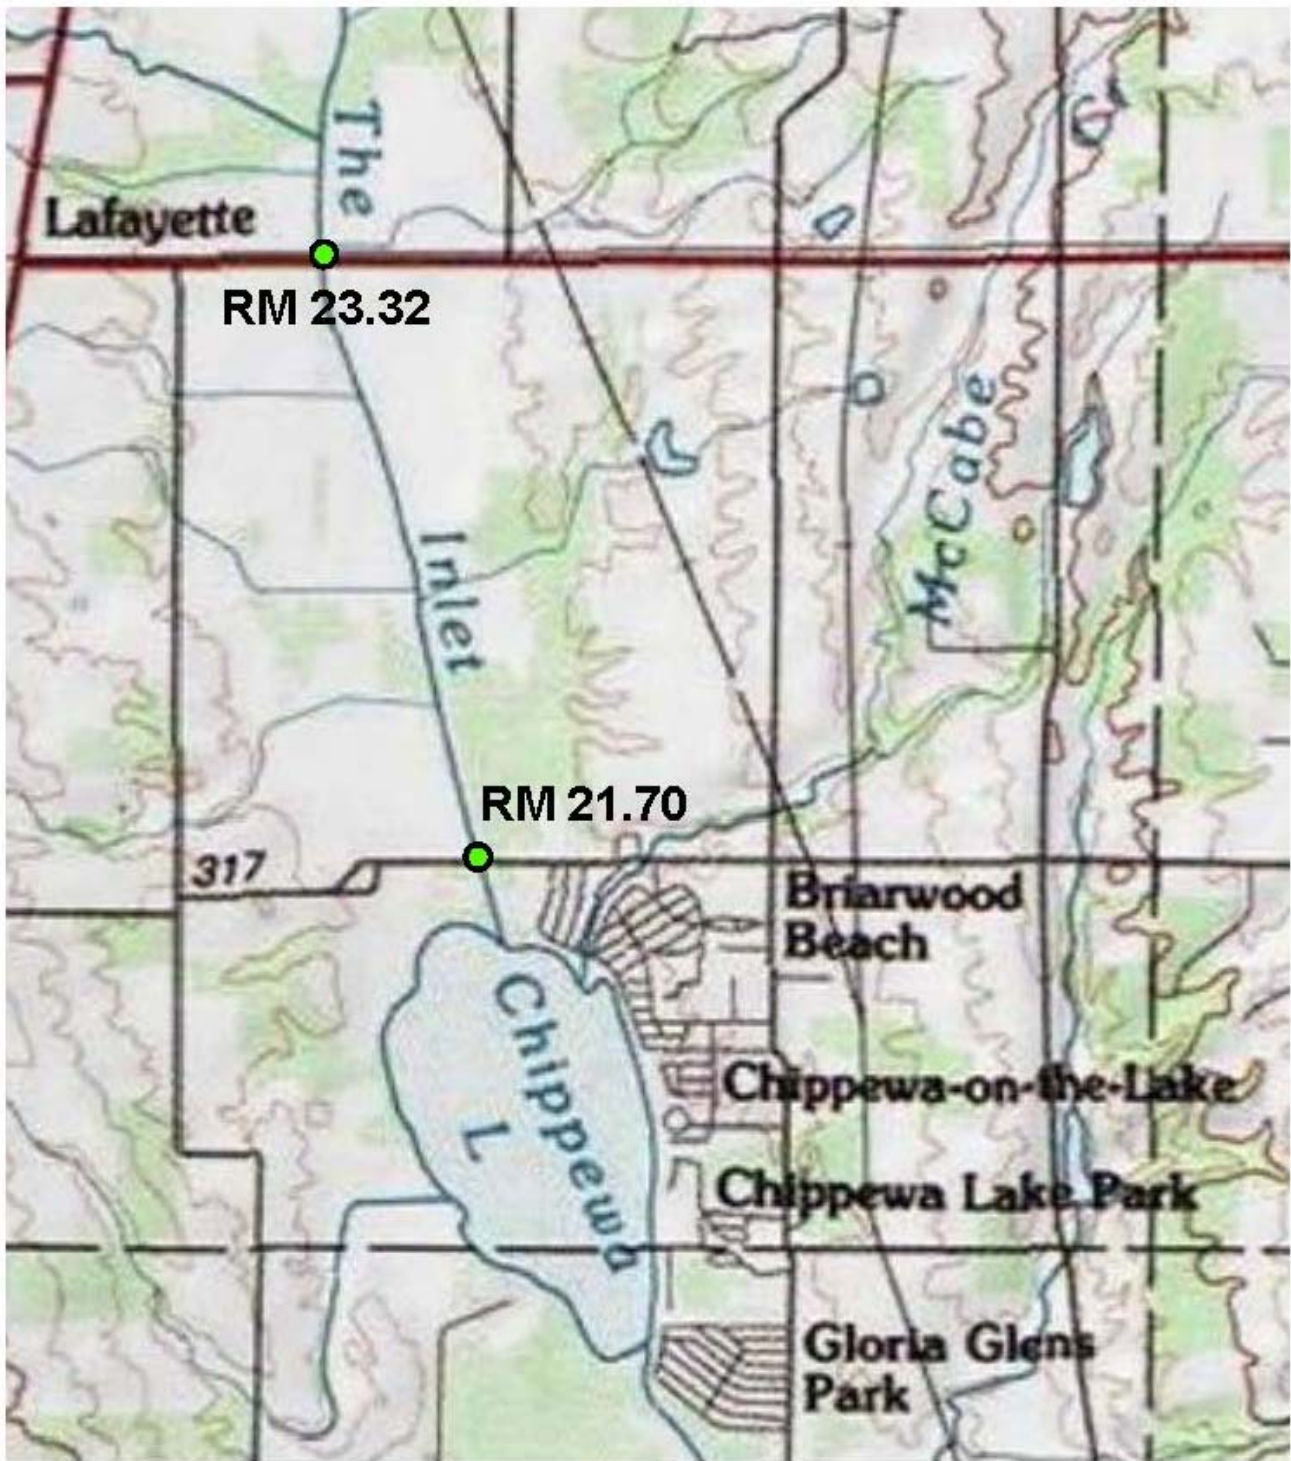 The
Lafayette
RM 23.32
McCabe
Inlet
RM 21.70
317
Briarwood
Beach
Chippewa
L
Chippewa-on-the-Lake
Chippewa Lake Park
Gloria Glens
Park